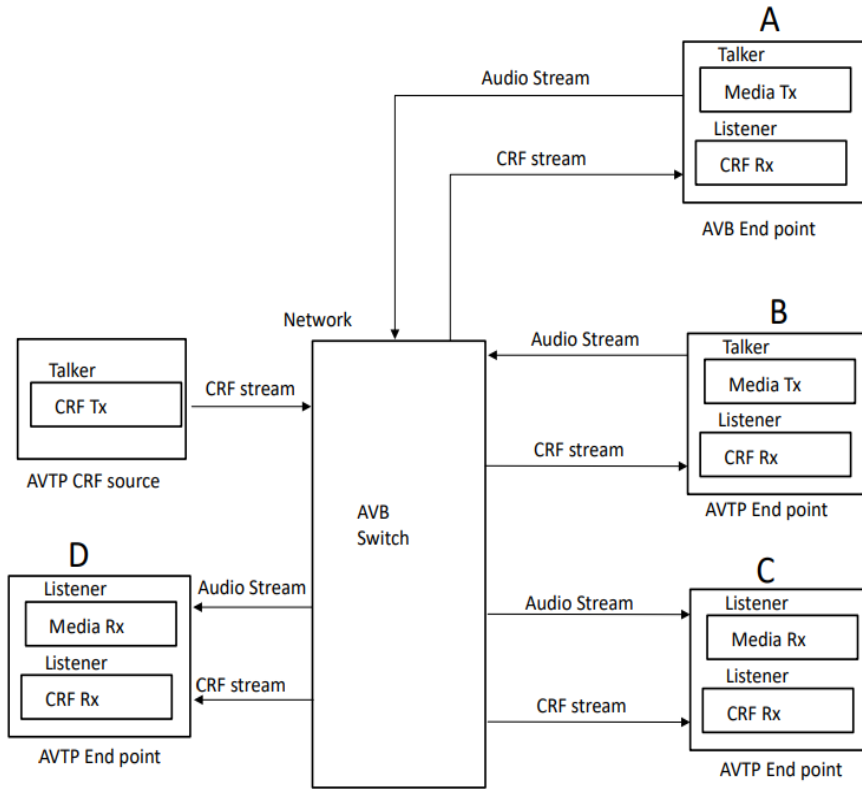 A
Talker
Media Tx
Listener
CRF Rx
AVB End point
Audio Stream
CRF stream
Network
AVB
Switch
Talker
CRF Tx
AVTP CRF source
CRF stream
B
Talker
Media Tx
Listener
CRF Rx
AVTP End point
Audio Stream
CRF stream
D
Listener
Media Rx
Listener
CRF Rx
AVTP End point
Audio Stream
CRF stream
C
Listener
Media Rx
Listener
CRF Rx
AVTP End point
Audio Stream
CRF stream